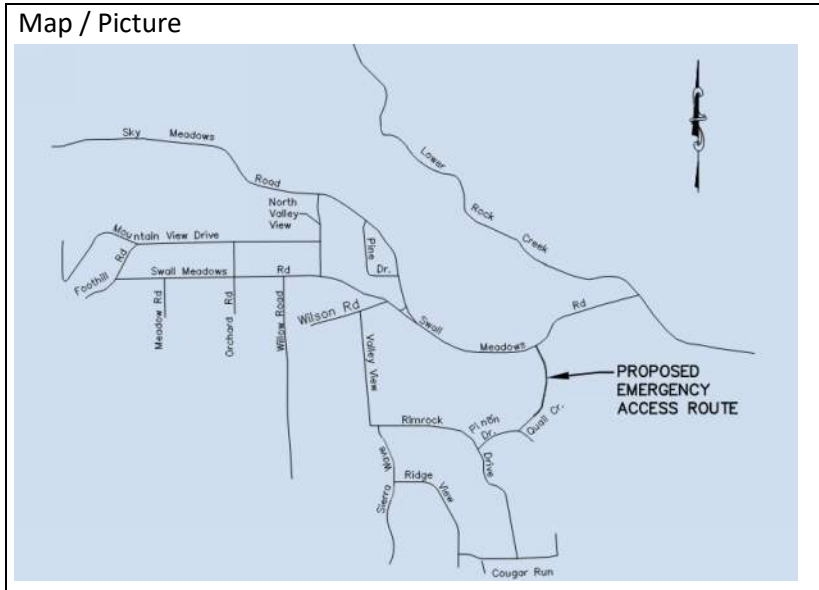 Map / Picture
Sky Meadows Road
Lower Rock Creek
North
Valley
View
Mountain View Drive
Pine Dr.
Foothill Rd
Swall Meadows Rd
Meadow Rd
Orchard Rd
Willow Road
Wilson Rd
Swall Meadows Rd
Valley View
PROPOSED
EMERGENCY
ACCESS ROUTE
Rimrock Drive
Piñon
Dr.
Quail Cr.
Sierra Wave
Ridge View
Cougar Run